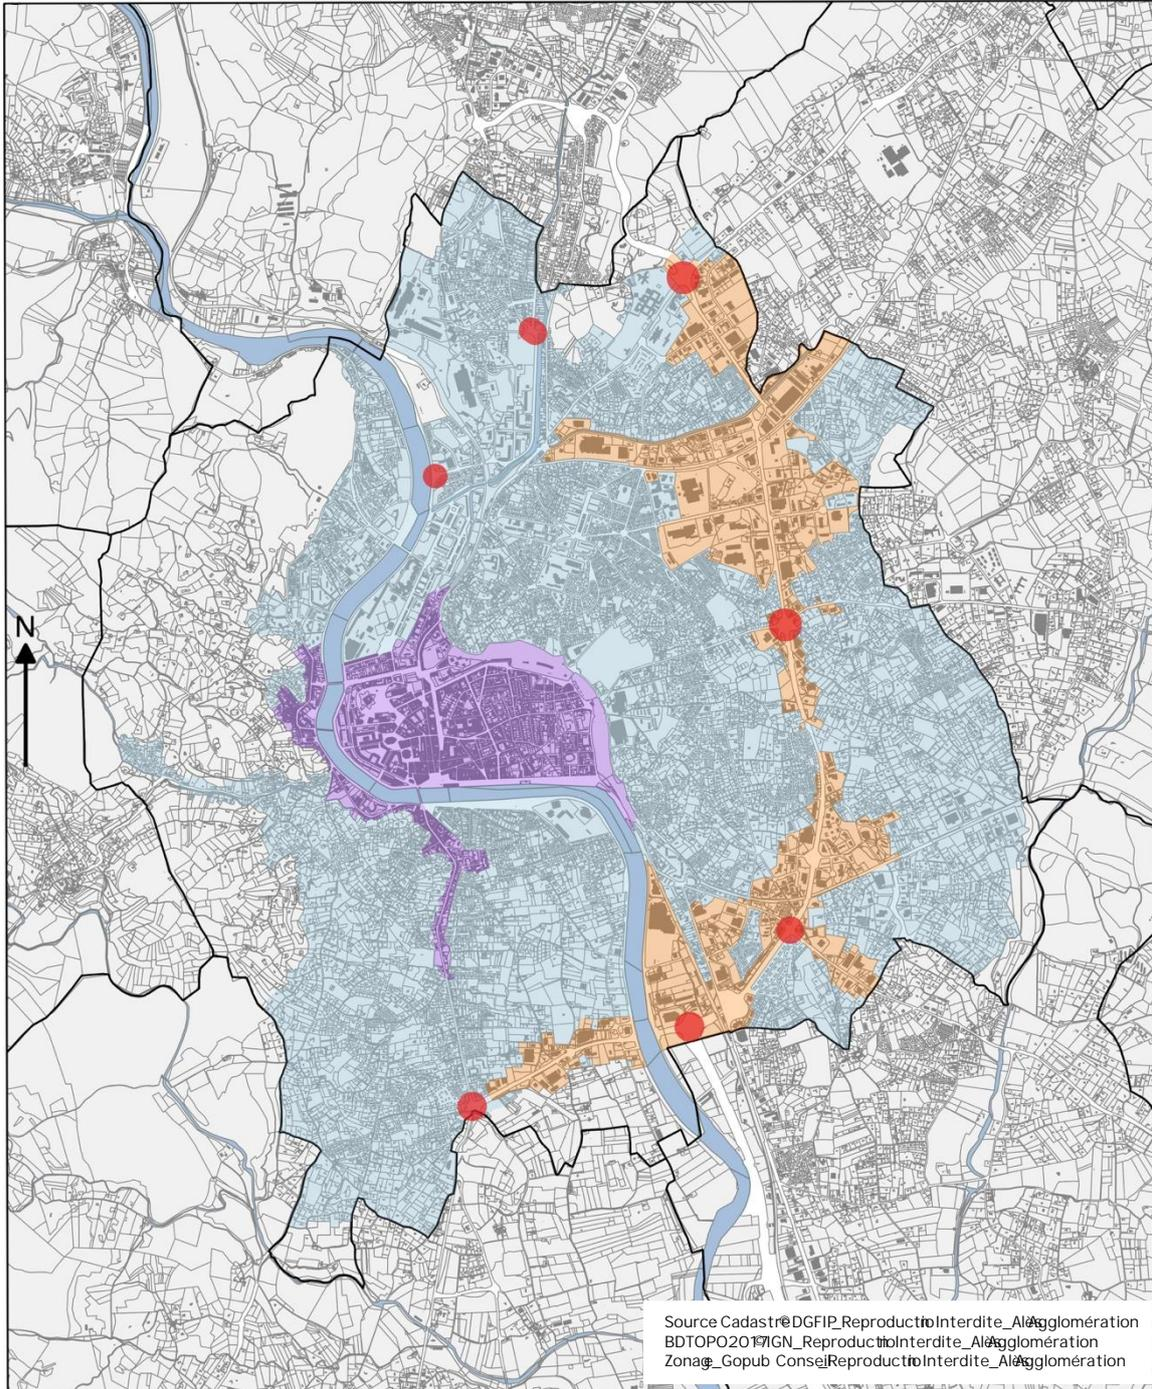 N
Source Cadastre©DGFIP_Reproduction Interdite_Alès Agglomération
BDTOPO2017©IGN_Reproduction Interdite_Alès Agglomération
Zonage_Gopub Conseil_Reproduction Interdite_Alès Agglomération